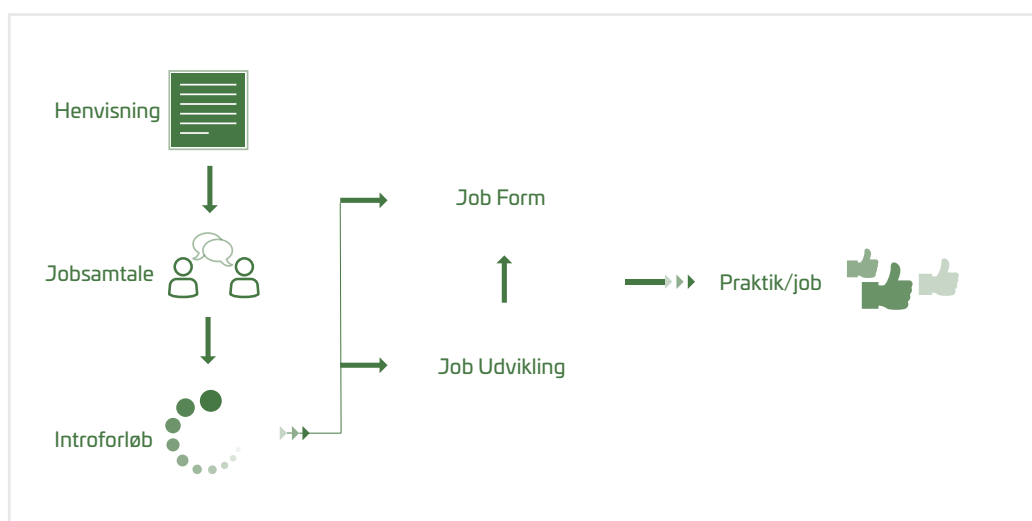 Henvisning
Jobsamtale
Introforløb
Job Form
Job Udvikling
Praktik/job